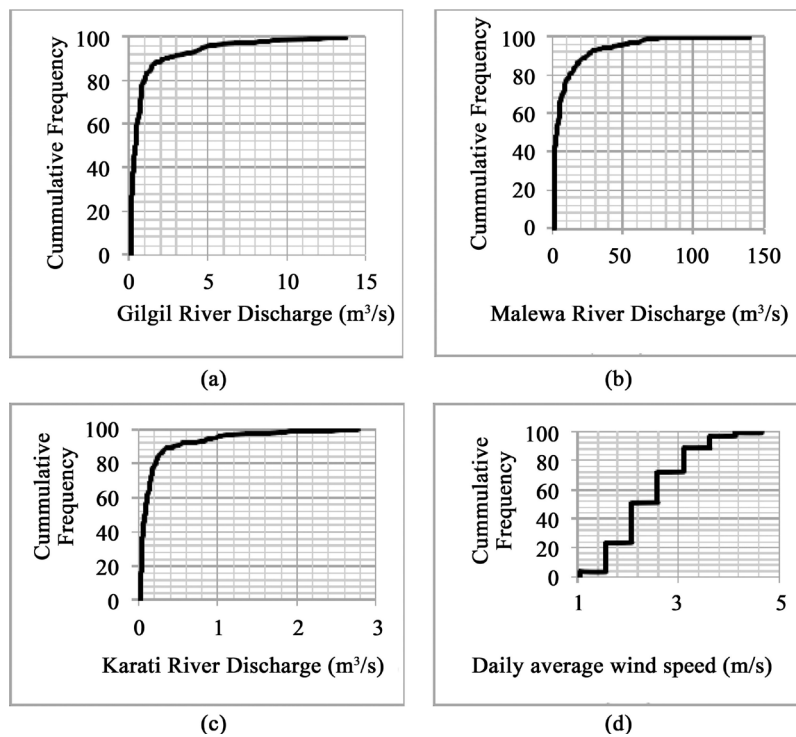 Cummulative Frequency
100
80
60
40
20
0
0 5 10 15
Gilgil River Discharge (m³/s)
(a)
Cummulative Frequency
100
80
60
40
20
0
0 50 100 150
Malewa River Discharge (m³/s)
(b)
Cummulative
Frequency
100
80
60
40
20
0
0 1 2 3
Karati River Discharge (m³/s)
(c)
Cummulative
Frequency
100
80
60
40
20
0
1 3 5
Daily average wind speed (m/s)
(d)